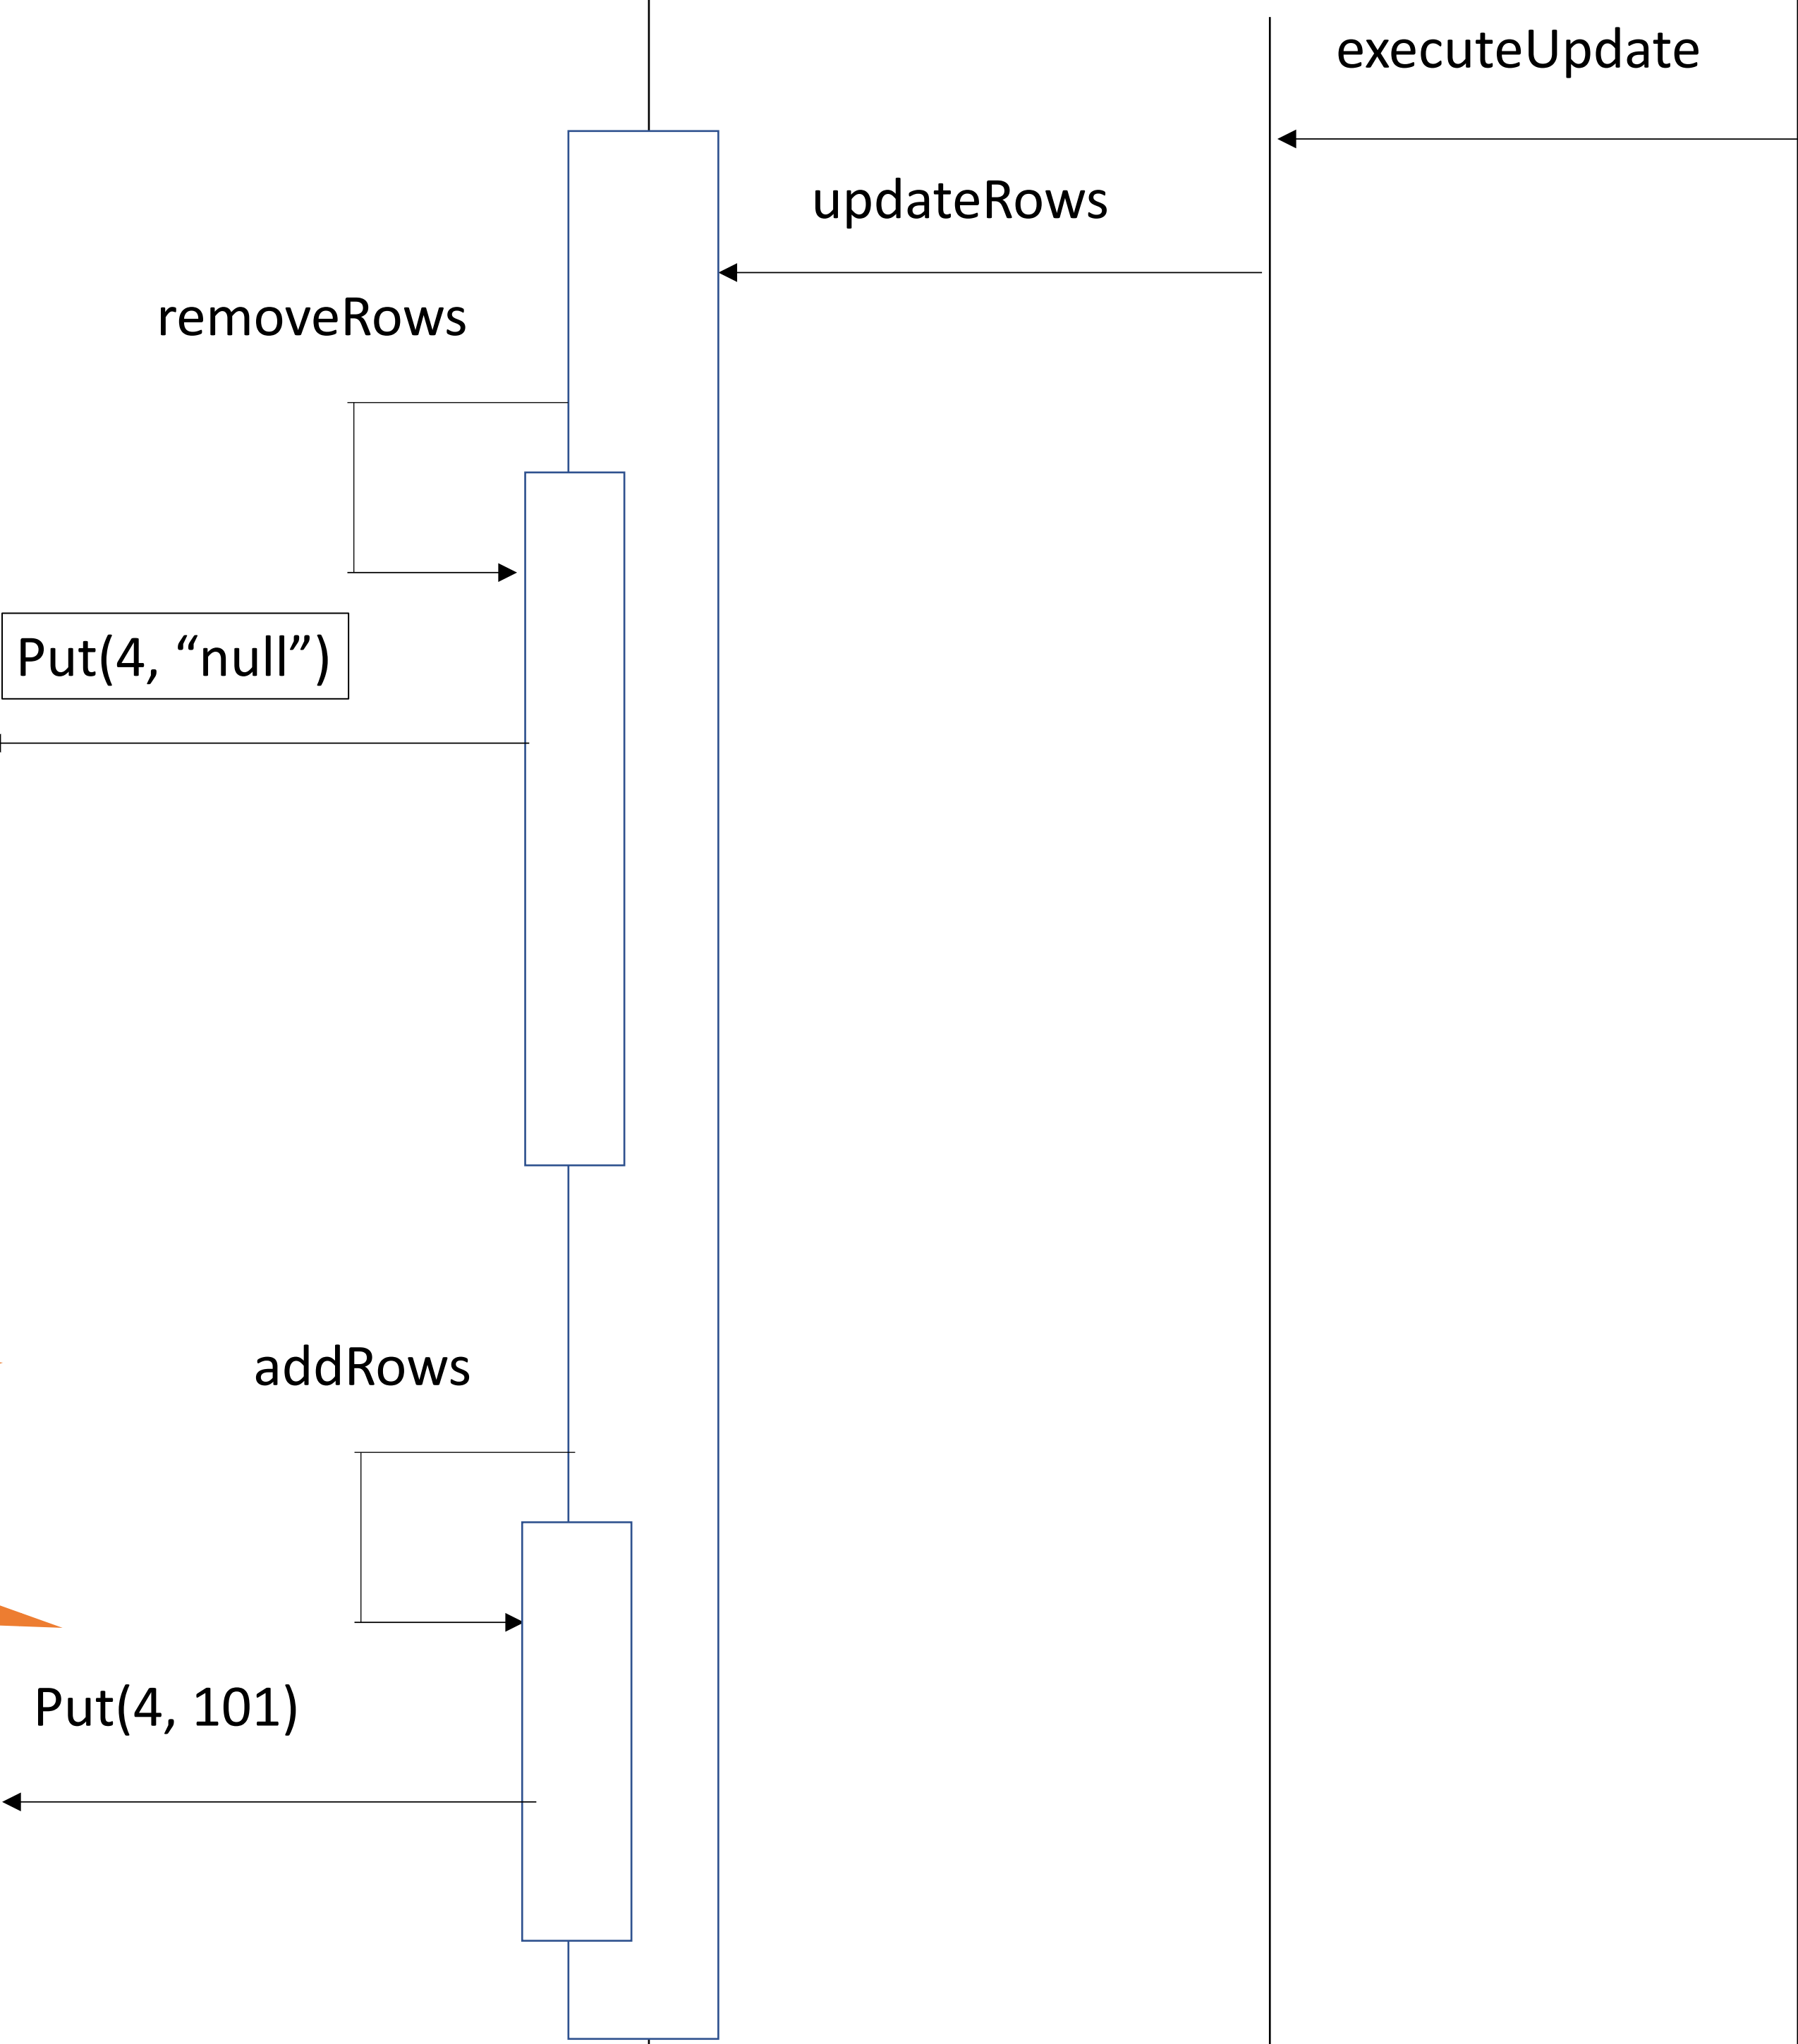 executeUpdate
updateRows
removeRows
Put(4, “null”)
addRows
Put(4, 101)